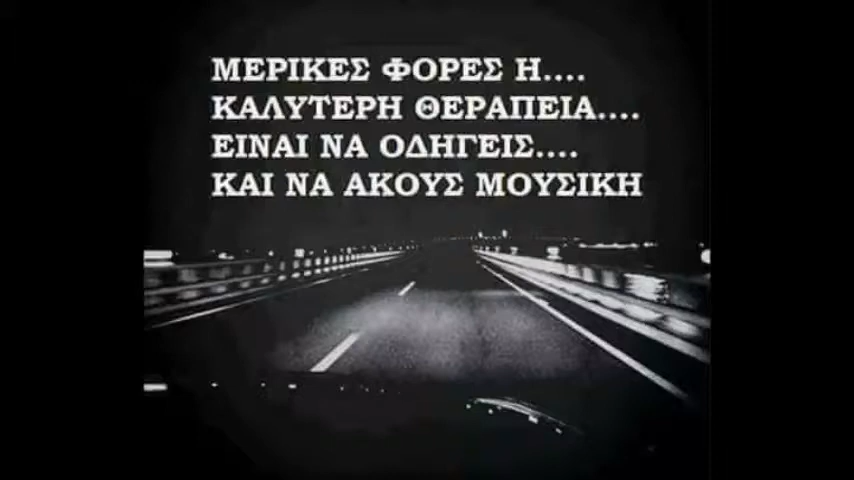 ΜΕΡΙΚΕΣ ΦΟΡΕΣ Η....
ΚΑΛΥΤΕΡΗ ΘΕΡΑΠΕΙΑ....
ΕΙΝΑΙ ΝΑ ΟΔΗΓΕΙΣ....
ΚΑΙ ΝΑ ΑΚΟΥΣ ΜΟΥΣΙΚΗ